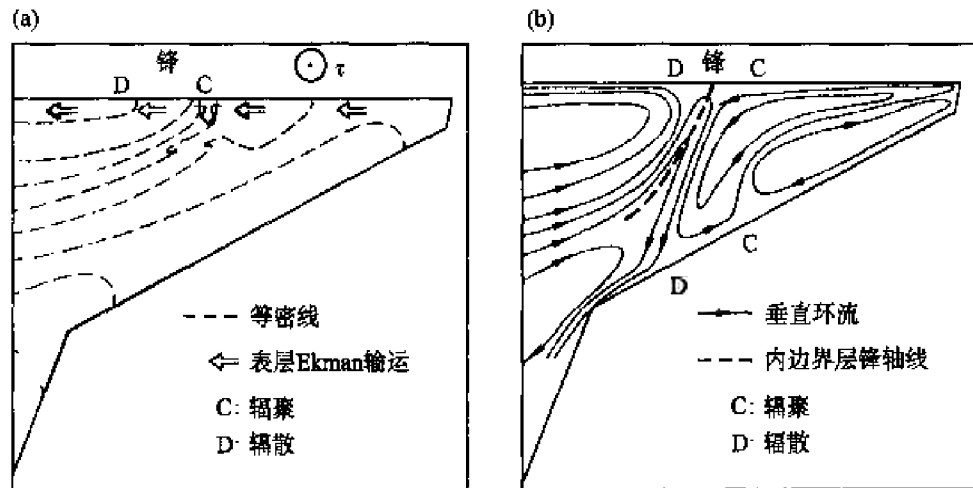 (a)
锋
D
C
τ
等密线
表层Ekman输运
C: 辐聚
D· 辐散
(b)
D 锋 C
C
D
垂直环流
内边界层锋轴线
C: 辐聚
D· 辐散